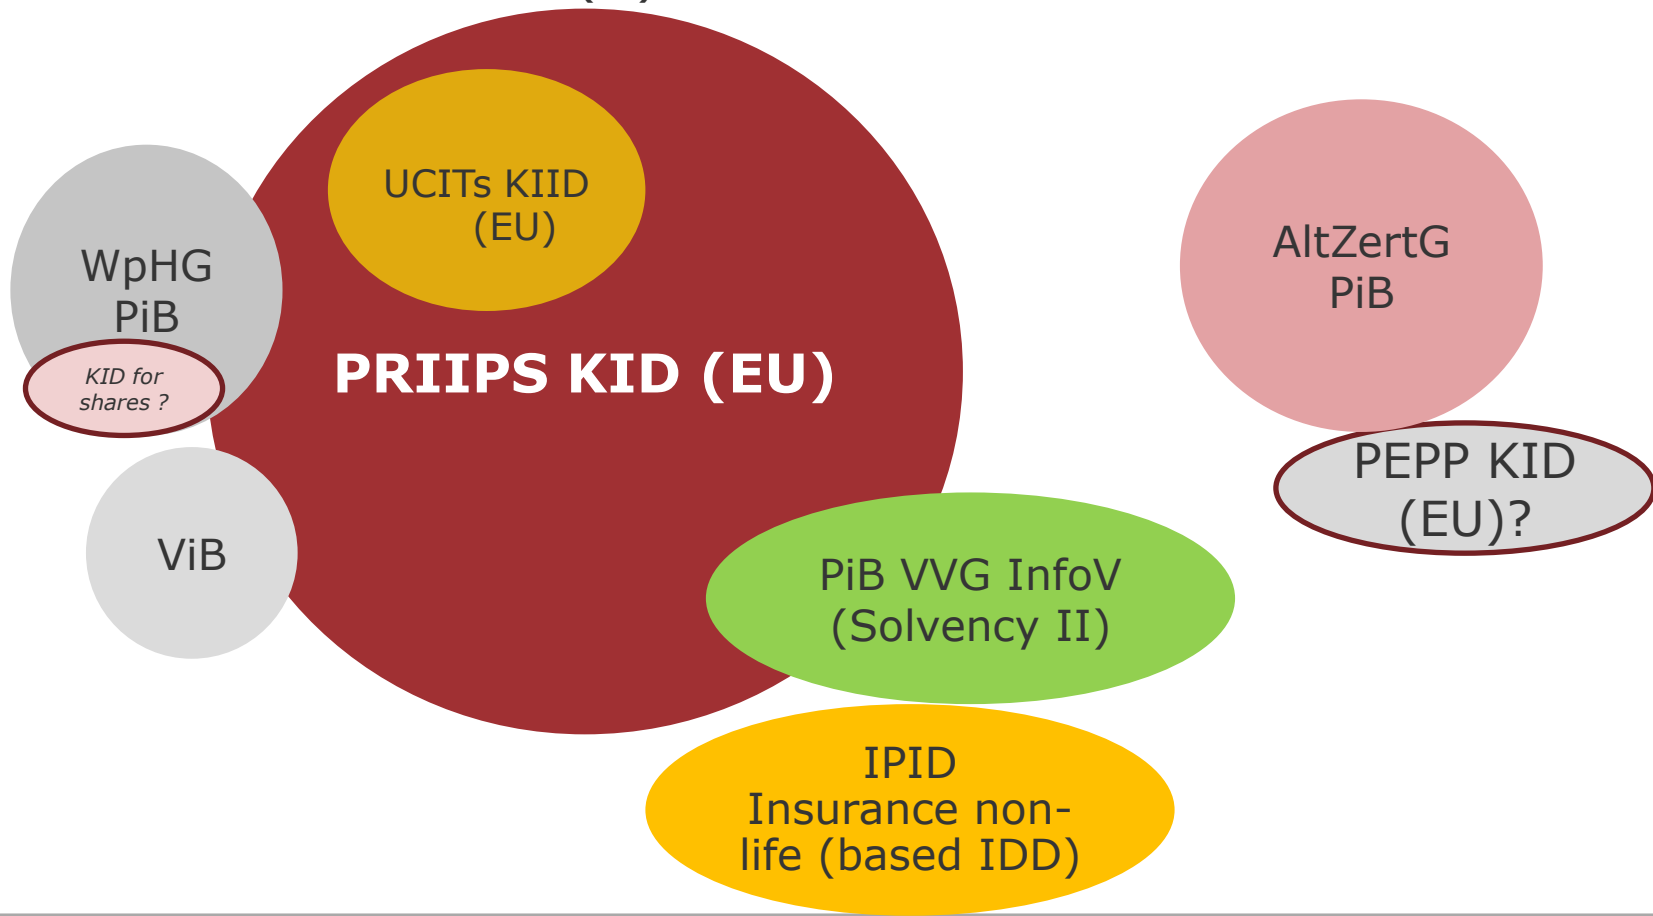 UCITs KIID
(EU)
WpHG
PiB
KID for
shares ?
PRIIPS KID (EU)
AltZertG
PiB
PEPP KID
(EU)?
ViB
PiB VVG InfoV
(Solvency II)
IPID
Insurance non-
life (based IDD)